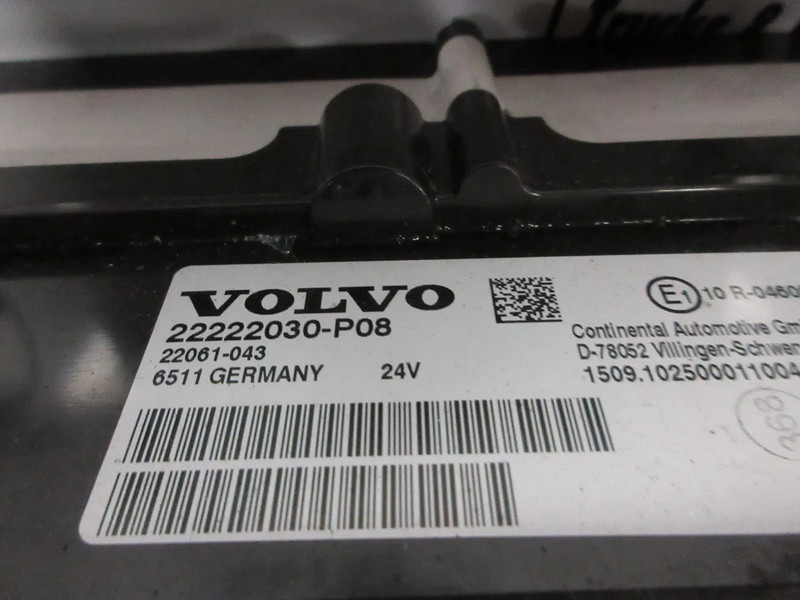 VOLVO
22222030-P08
22061-043
6511 GERMANY 24V
E1 10 R-0460
Continental Automotive Gm
D-78052 Villingen-Schwen
1509.102500011004
368